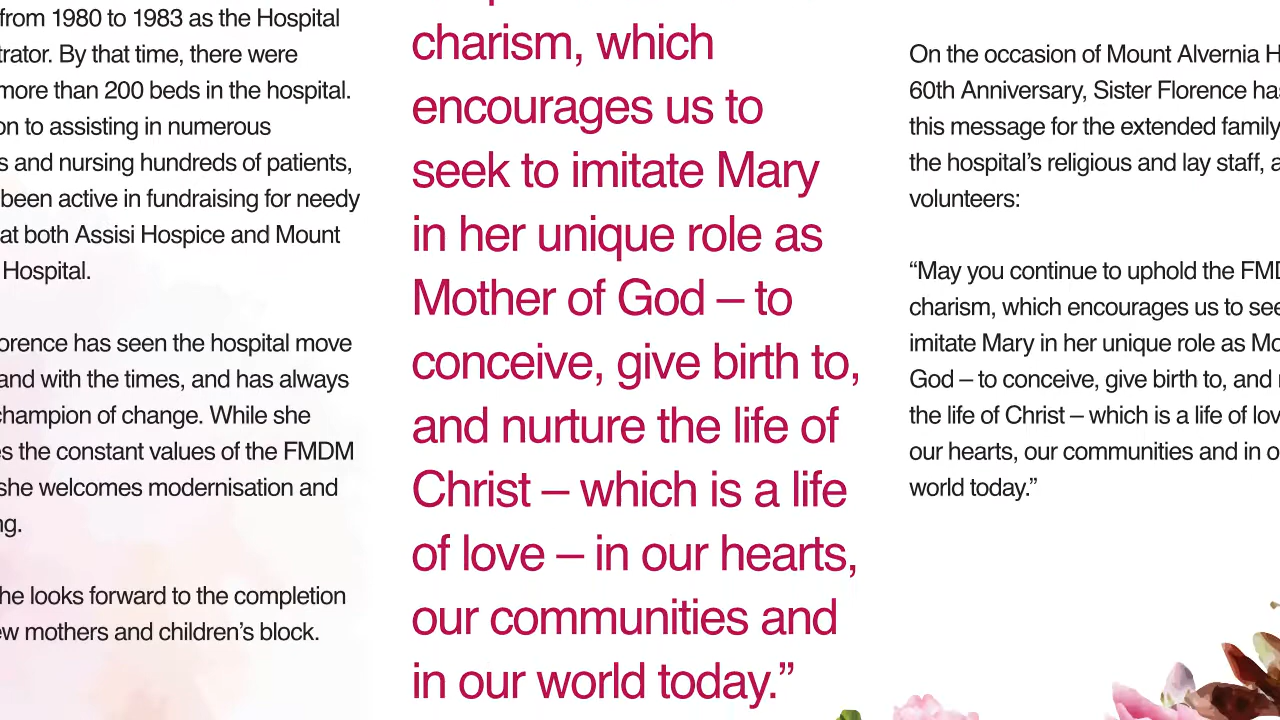 from 1980 to 1983 as the Hospital
By that time, there were
more than 200 beds in the hospital.
to assisting in numerous
and nursing hundreds of patients,
been active in fundraising for needy
at both Assisi Hospice and Mount
Hospital.
has seen the hospital move
and with the times, and has always
champion of change. While she
the constant values of the FMDM
she welcomes modernisation and
he looks forward to the completion
mothers and children’s block.
charism, which
encourages us to
seek to imitate Mary
in her unique role as
Mother of God – to
conceive, give birth to,
and nurture the life of
Christ – which is a life
of love – in our hearts,
our communities and
in our world today.”
On the occasion of Mount Alvernia H
60th Anniversary, Sister Florence has
this message for the extended family
the hospital’s religious and lay staff, a
volunteers:
“May you continue to uphold the FMD
charism, which encourages us to see
imitate Mary in her unique role as Mo
God – to conceive, give birth to, and
the life of Christ – which is a life of lov
our hearts, our communities and in o
world today.”